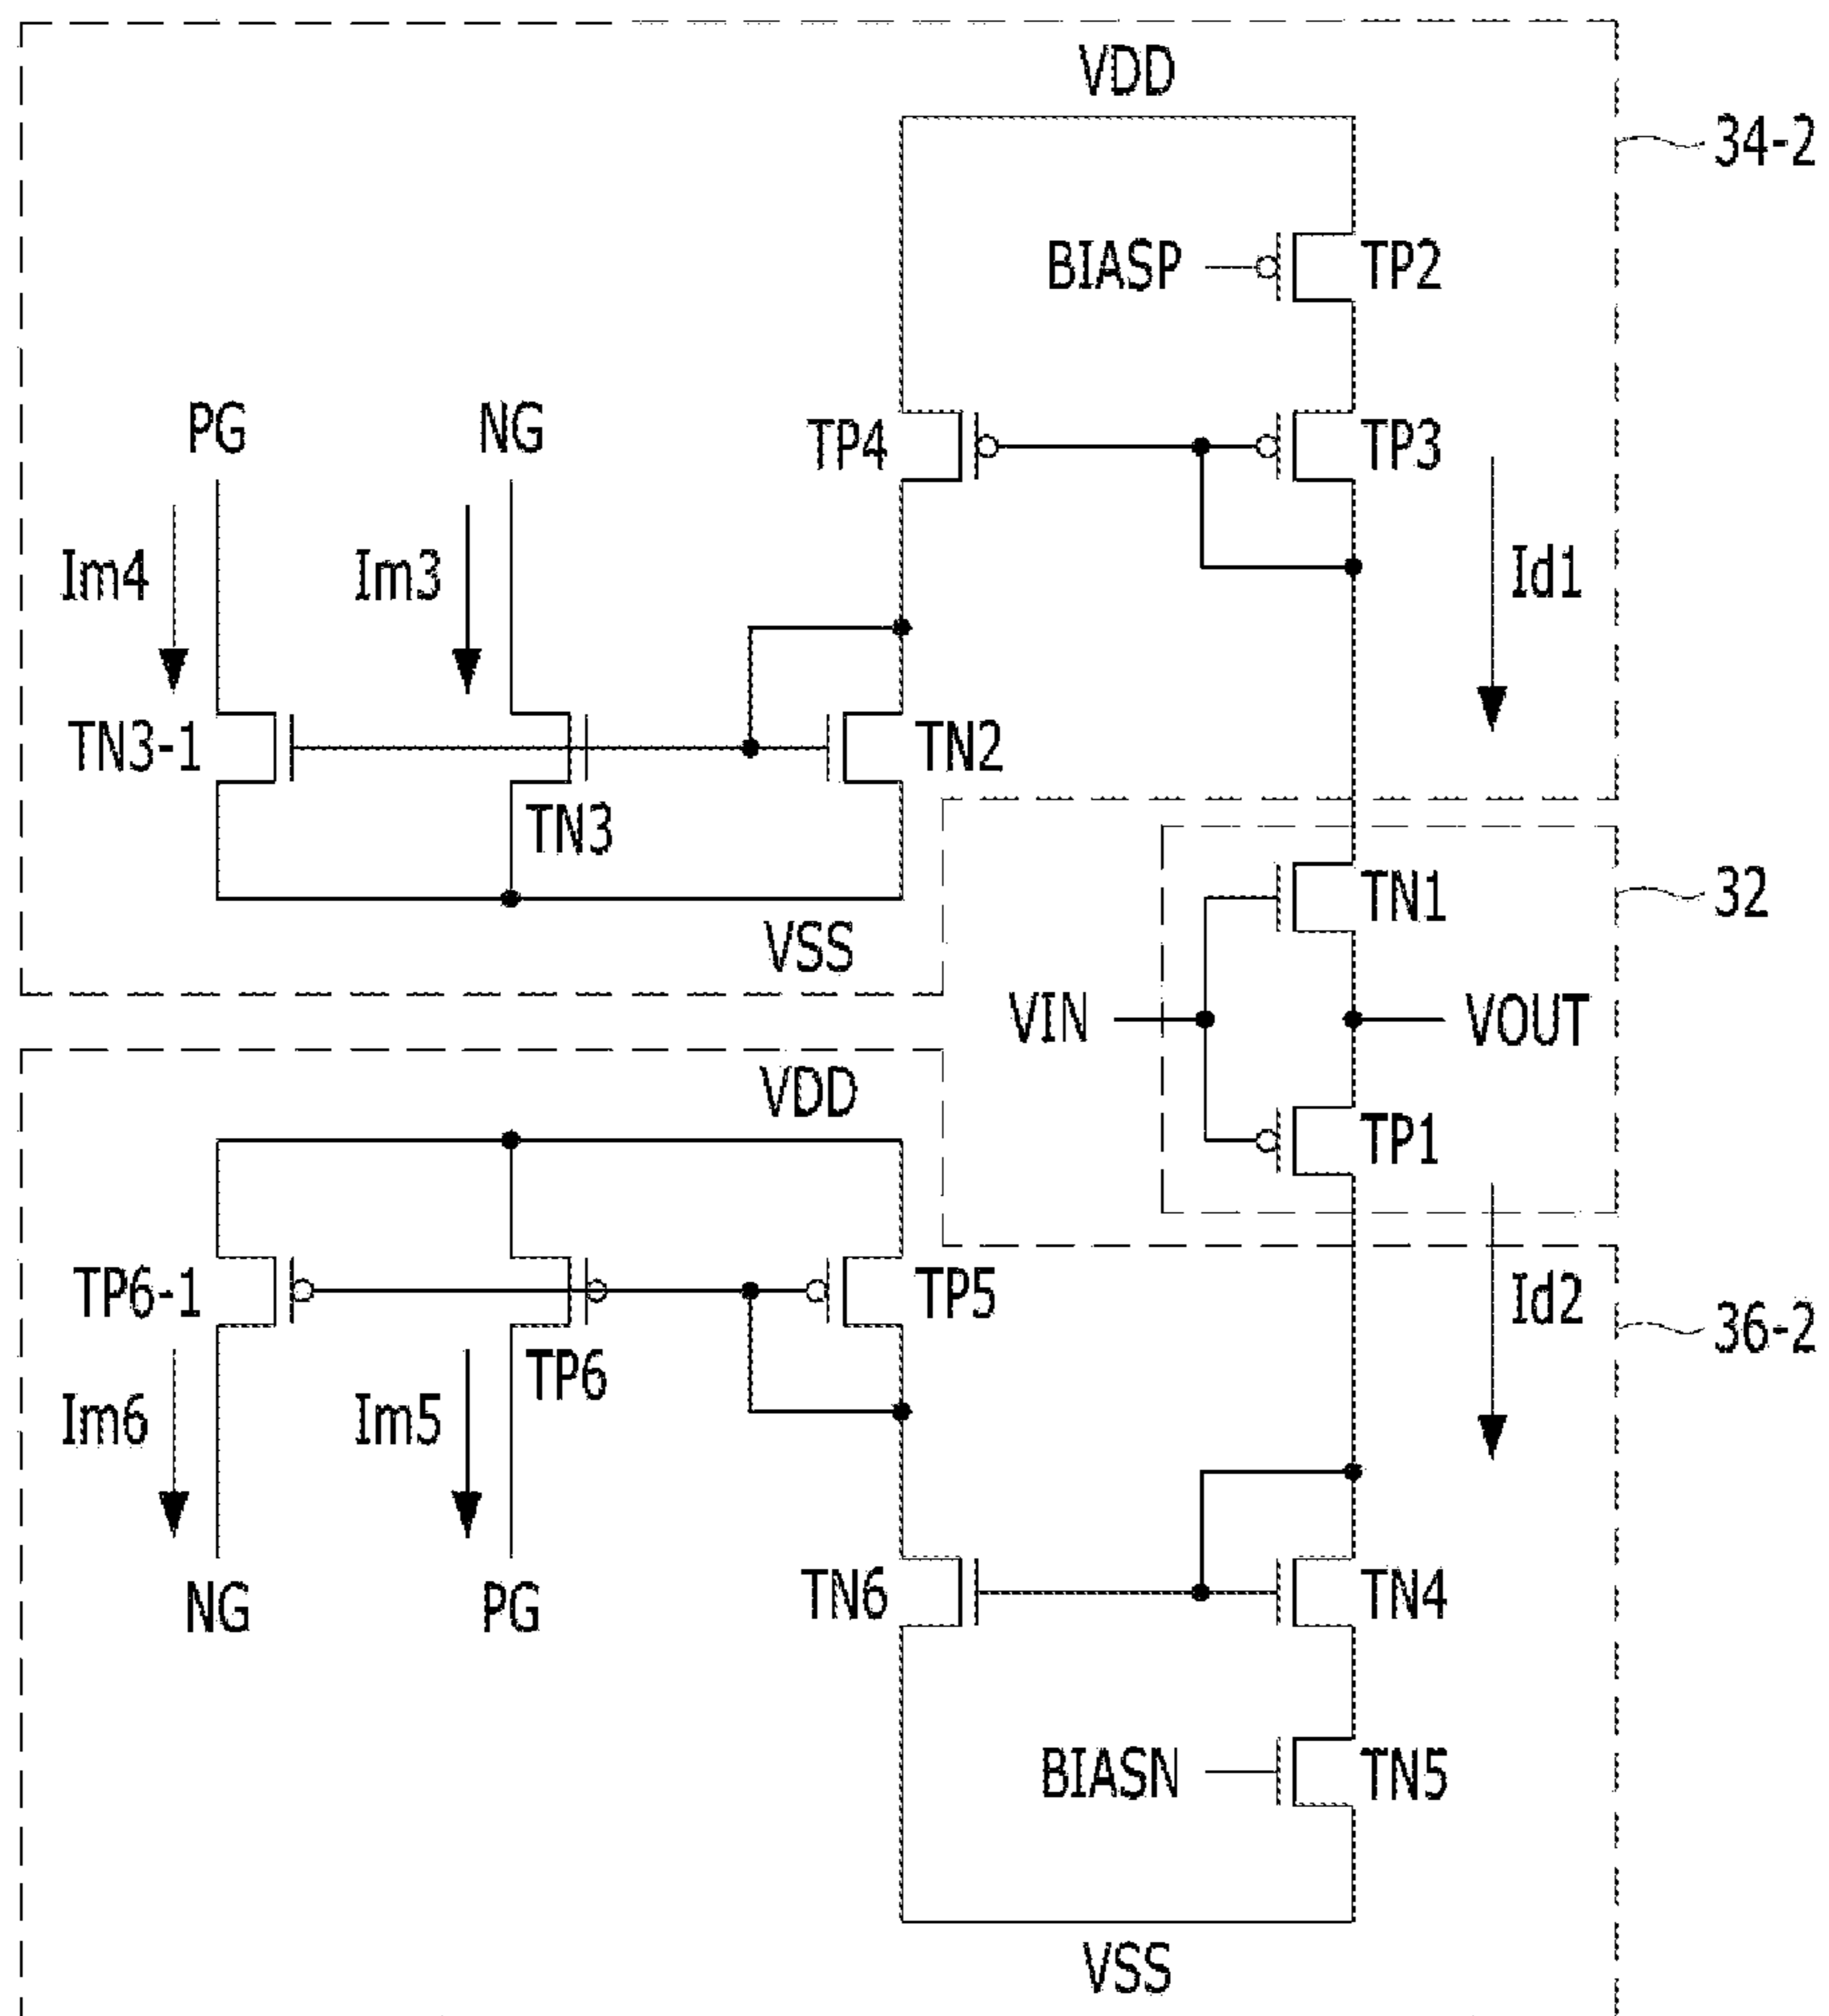 VDD
34-2
BIASP
TP2
PG
NG
TP4
TP3
Im4
Im3
Id1
TN3-1
TN2
TN3
TN1
32
VSS
VIN
VOUT
VDD
TP1
TP6-1
TP5
Id2
36-2
TP6
Im6
Im5
NG
PG
TN6
TN4
BIASN
TN5
VSS